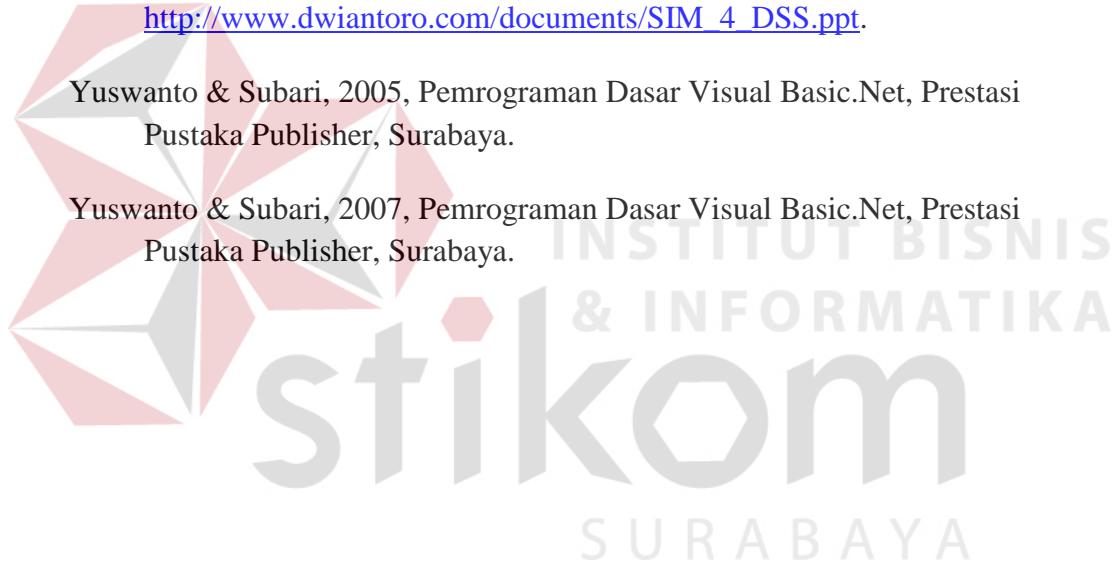 http://www.dwiantoro.com/documents/SIM_4_DSS.ppt.
Yuswanto & Subari, 2005, Pemrograman Dasar Visual Basic.Net, Prestasi
Pustaka Publisher, Surabaya.
Yuswanto & Subari, 2007, Pemrograman Dasar Visual Basic.Net, Prestasi
Pustaka Publisher, Surabaya.
INSTITUT BISNIS
& INFORMATIKA
stikom
SURABAYA